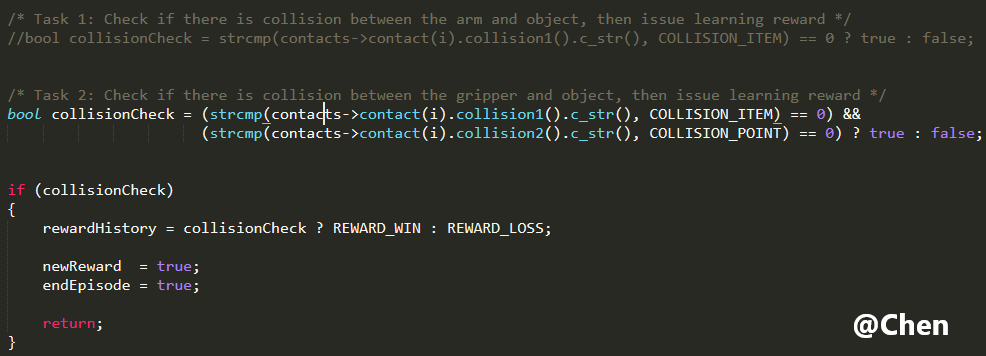 /* Task 1: Check if there is collision between the arm and object, then issue learning reward */
//bool collisionCheck = strcmp(contacts->contact(i).collision1().c_str(), COLLISION_ITEM) == 0 ? true : false;
/* Task 2: Check if there is collision between the gripper and object, then issue learning reward */
bool collisionCheck = (strcmp(contacts->contact(i).collision1().c_str(), COLLISION_ITEM) == 0) &&
(strcmp(contacts->contact(i).collision2().c_str(), COLLISION_POINT) == 0) ? true : false;
if (collisionCheck)
{
rewardHistory = collisionCheck ? REWARD_WIN : REWARD_LOSS;
newReward  = true;
endEpisode = true;
return;
}
@Chen